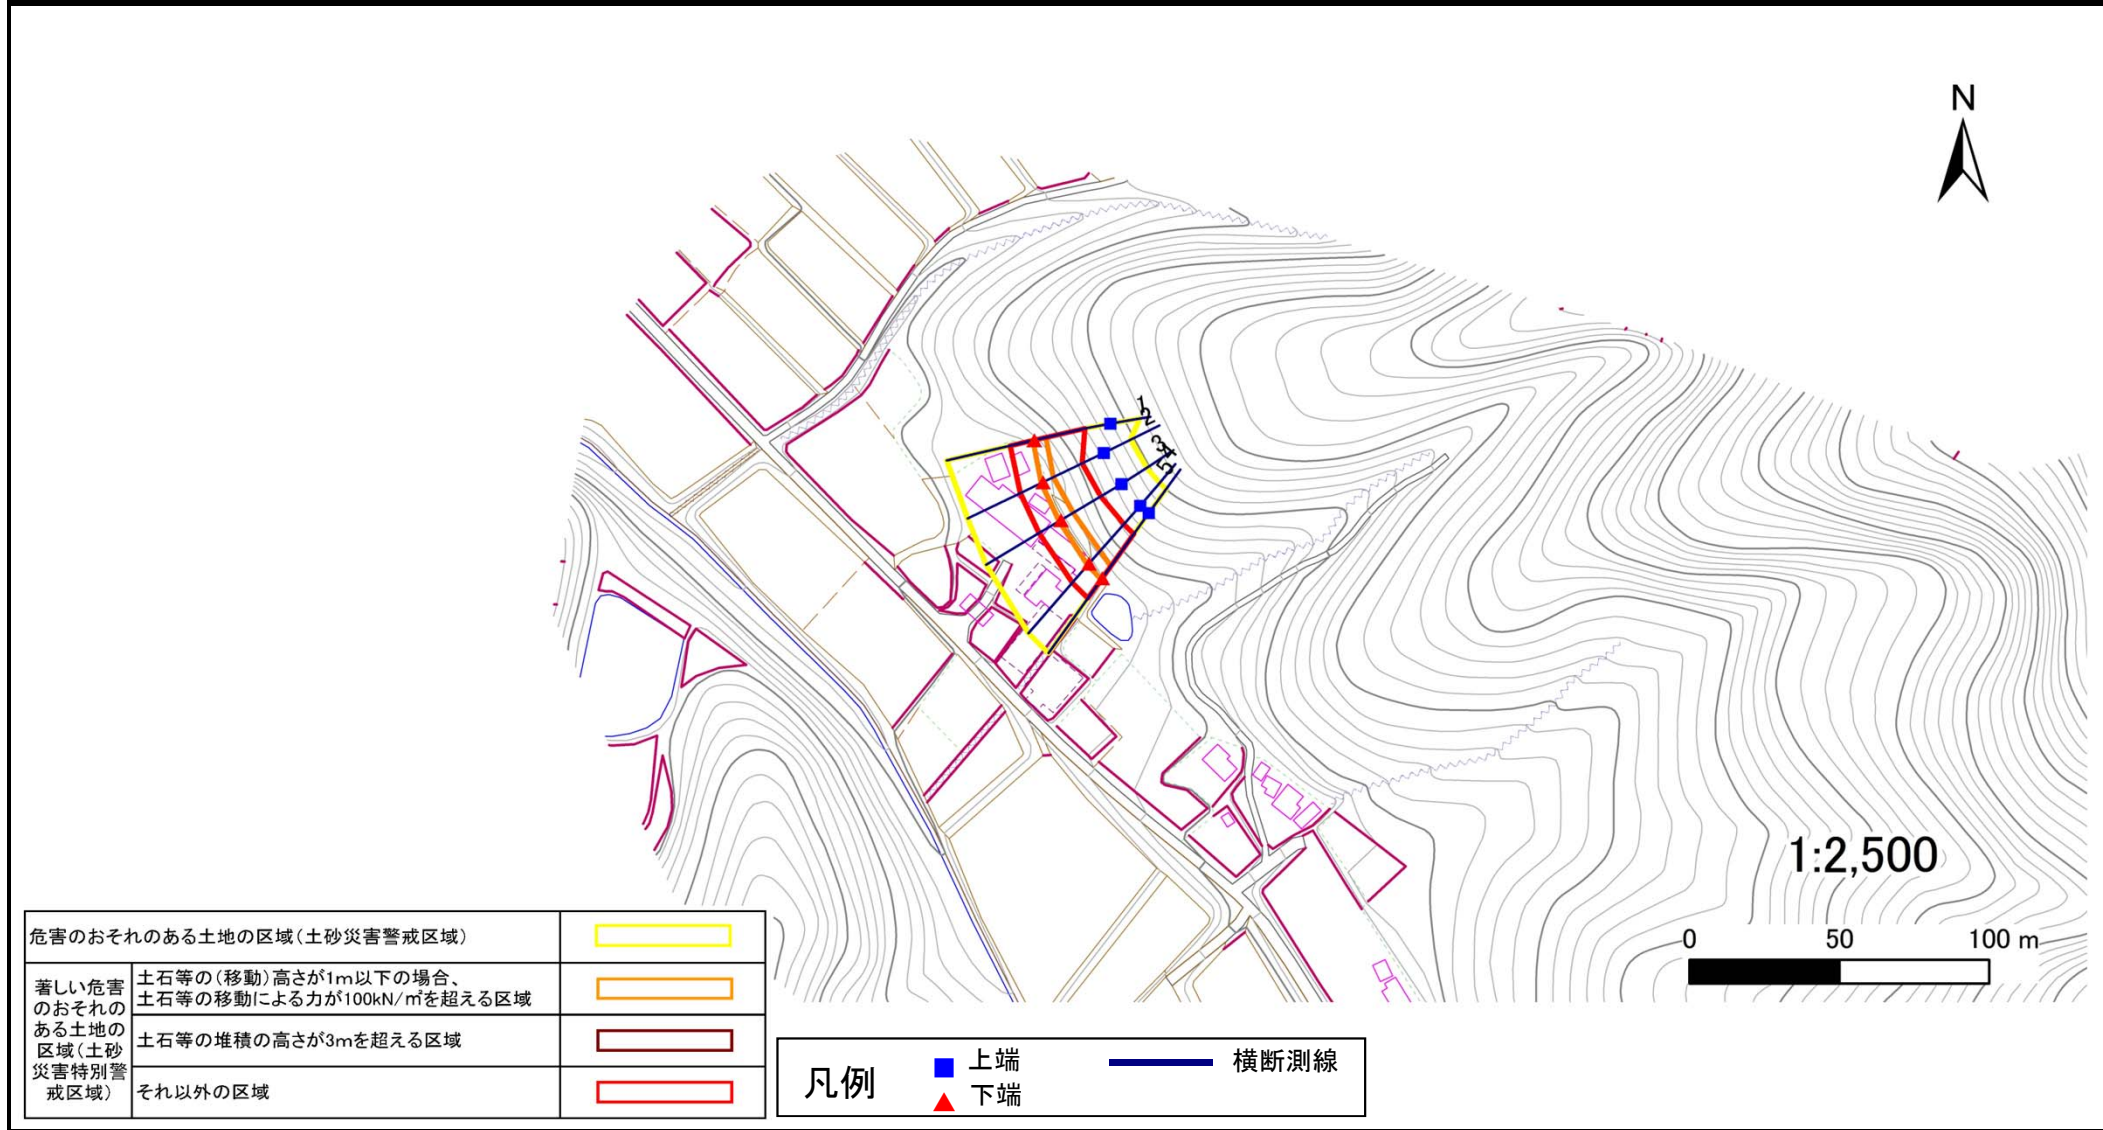 N
1
2
3
4
5
1:2,500
0 50 100 m
危害のおそれのある土地の区域(土砂災害警戒区域)
著しい危害
のおそれの
ある土地の
区域(土砂
災害特別警
戒区域)
土石等の(移動)高さが1m以下の場合、
土石等の移動による力が100kN/㎡を超える区域
土石等の堆積の高さが3mを超える区域
それ以外の区域
凡例
上端
下端
横断測線